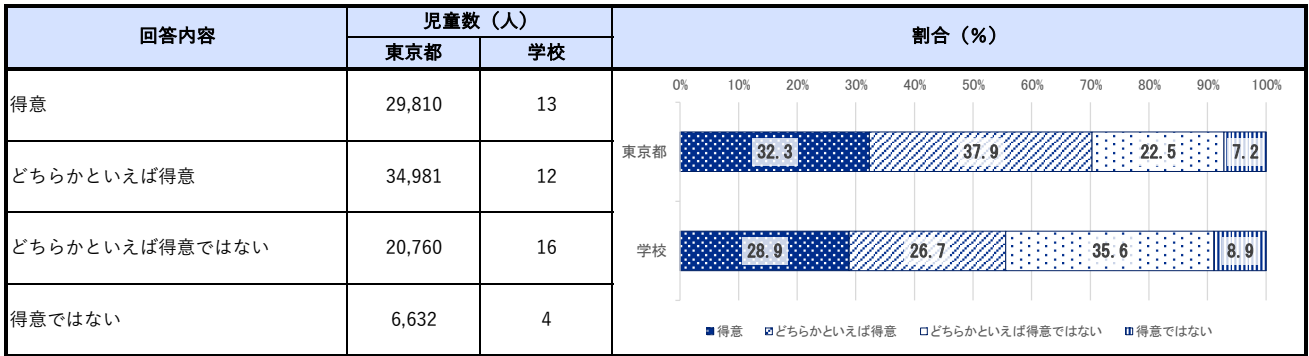 回答内容
児童数（人）
割合（%）
東京都
学校
得意
29,810
13
どちらかといえば得意
34,981
12
どちらかといえば得意ではない
20,760
16
得意ではない
6,632
4
0% 10% 20% 30% 40% 50% 60% 70% 80% 90% 100%
東京都 32.3 37.9 22.5 7.2
学校 28.9 26.7 35.6 8.9
得意 どちらかといえば得意 どちらかといえば得意ではない 得意ではない